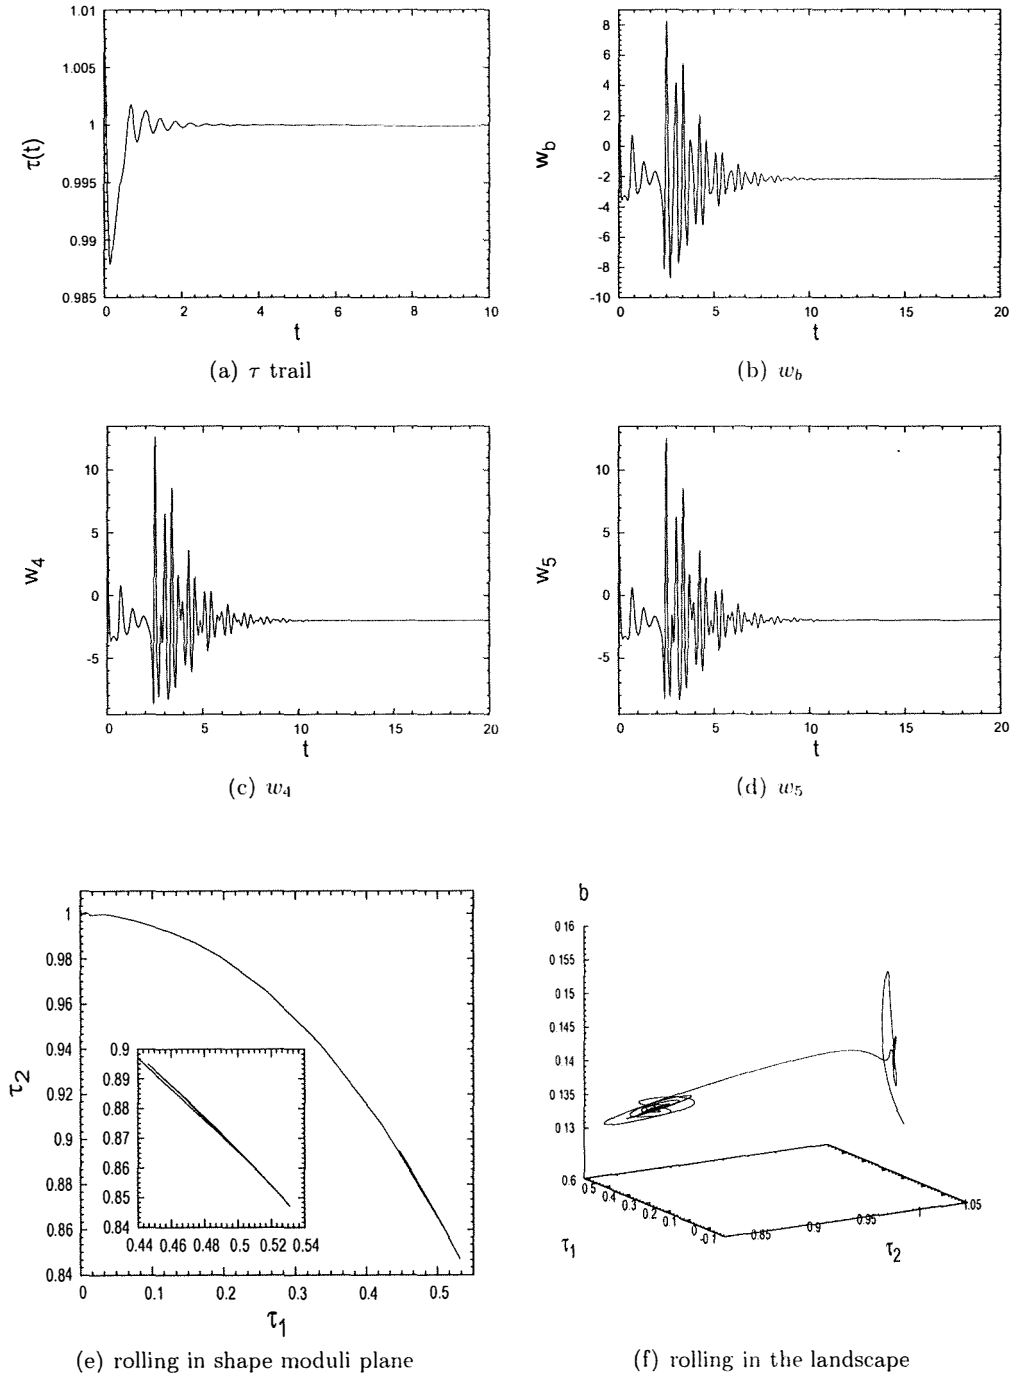 1.01
1.005
1
0.995
0.99
0.985
τ(t)
0 2 4 6 8 10
t
(a) τ trail
8
6
4
2
0
-2
-4
-6
-8
-10
w_b
0 5 10 15 20
t
(b) w_b
10
5
0
-5
w_4
0 5 10 15 20
t
(c) w_4
10
5
0
-5
w_5
0 5 10 15 20
t
(d) w_5
1
0.98
0.96
0.94
0.92
0.9
0.88
0.86
0.84
τ_2
0.9
0.89
0.88
0.87
0.86
0.85
0.84
0.44 0.46 0.48 0.5 0.52 0.54
0 0.1 0.2 0.3 0.4 0.5
τ_1
(e) rolling in shape moduli plane
b
0.16
0.155
0.15
0.145
0.14
0.135
0.13
0.6 0.5 0.4 0.3 0.2 0.1 0 -0.1
τ_1
0.85 0.9 0.95 1 1.05
τ_2
(f) rolling in the landscape